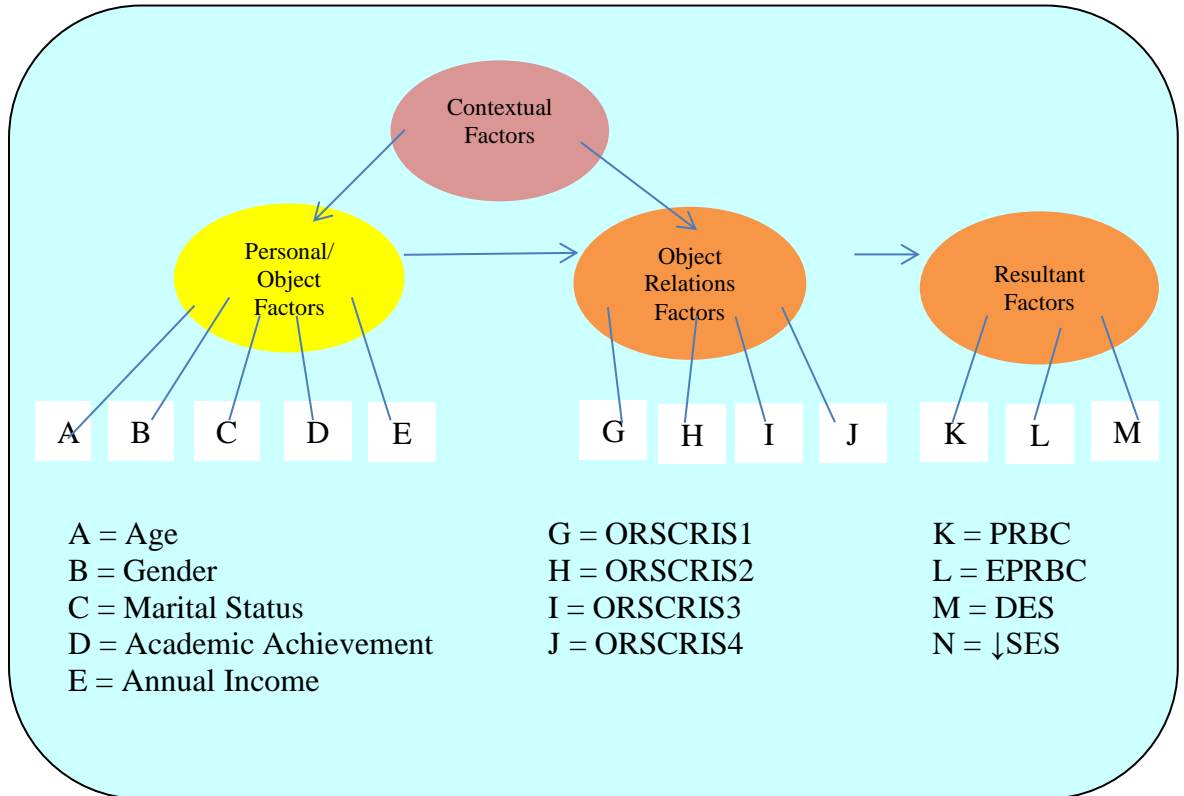 Contextual
Factors
Personal/
Object
Factors
Object
Relations
Factors
Resultant
Factors
A
B
C
D
E
G
H
I
J
K
L
M
A = Age
B = Gender
C = Marital Status
D = Academic Achievement
E = Annual Income
G = ORSCRIS1
H = ORSCRIS2
I = ORSCRIS3
J = ORSCRIS4
K = PRBC
L = EPRBC
M = DES
N = ↓SES